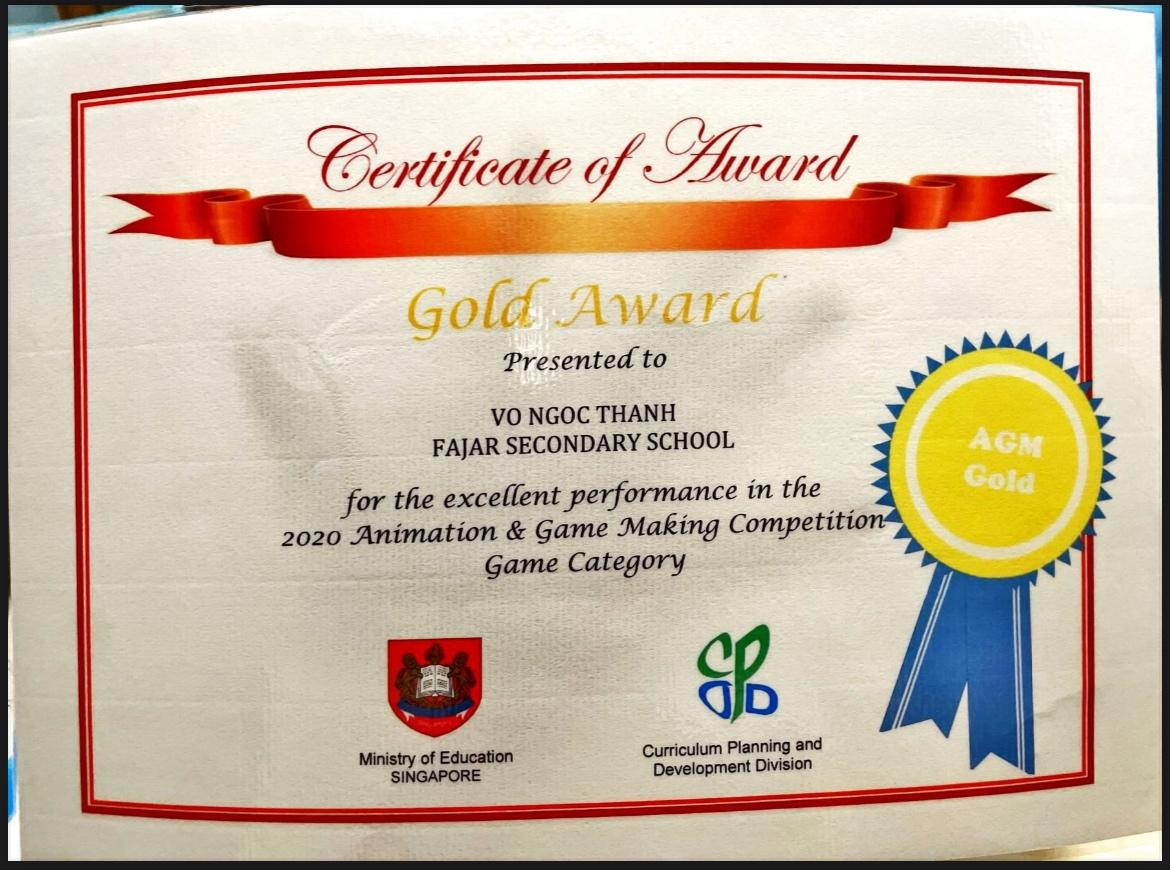 Certificate of Award
Gold Award
Presented to
VO NGOC THANH
FAJAR SECONDARY SCHOOL
for the excellent performance in the
2020 Animation & Game Making Competition
Game Category
AGM
Gold
CPDD
Ministry of Education
SINGAPORE
Curriculum Planning and
Development Division